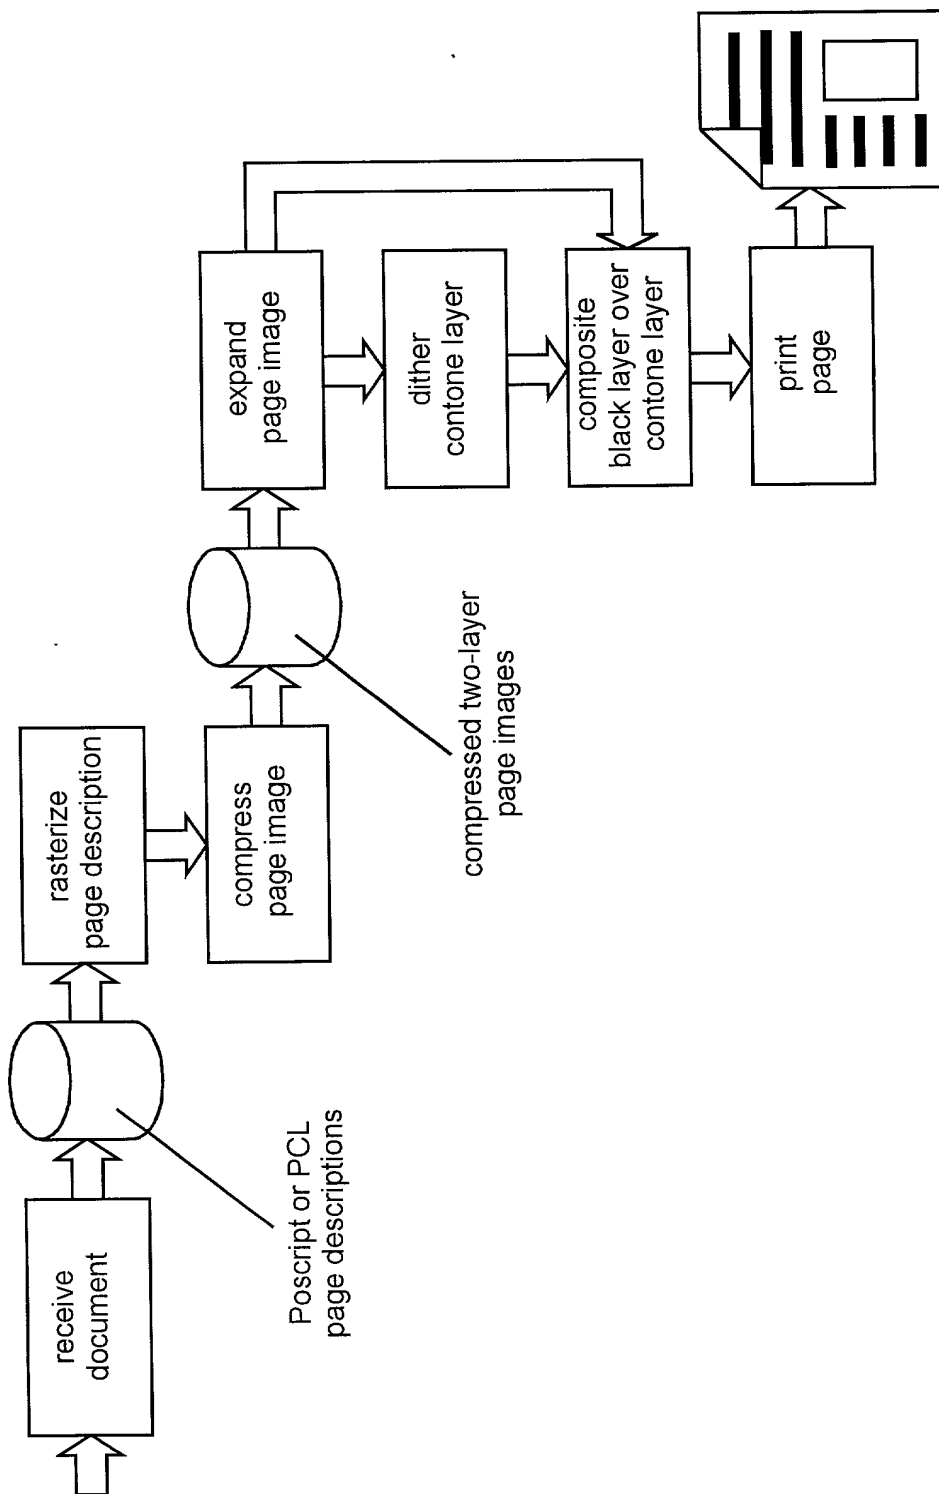 receive
document
Poscript or PCL
page descriptions
rasterize
page description
compress
page image
compressed two-layer
page images
expand
page image
dither
contone layer
composite
black layer over
contone layer
print
page